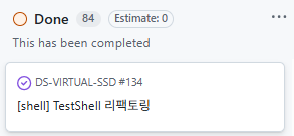 Done 84 Estimate: 0 ...
This has been completed
DS-VIRTUAL-SSD #134
[shell] TestShell 리팩토링